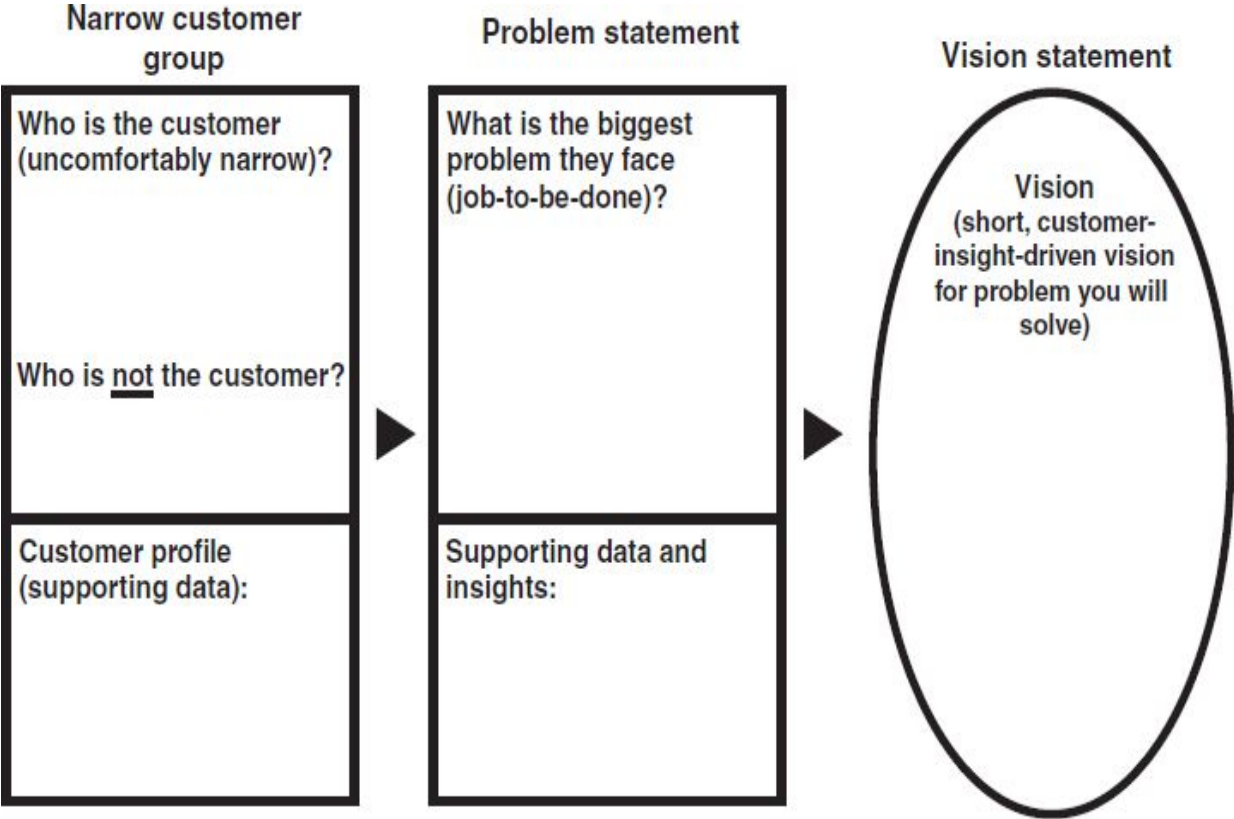 Narrow customer
group
Who is the customer
(uncomfortably narrow)?
Who is not the customer?
Customer profile
(supporting data):
Problem statement
What is the biggest
problem they face
(job-to-be-done)?
Supporting data and
insights:
Vision statement
Vision
(short, customer-
insight-driven vision
for problem you will
solve)